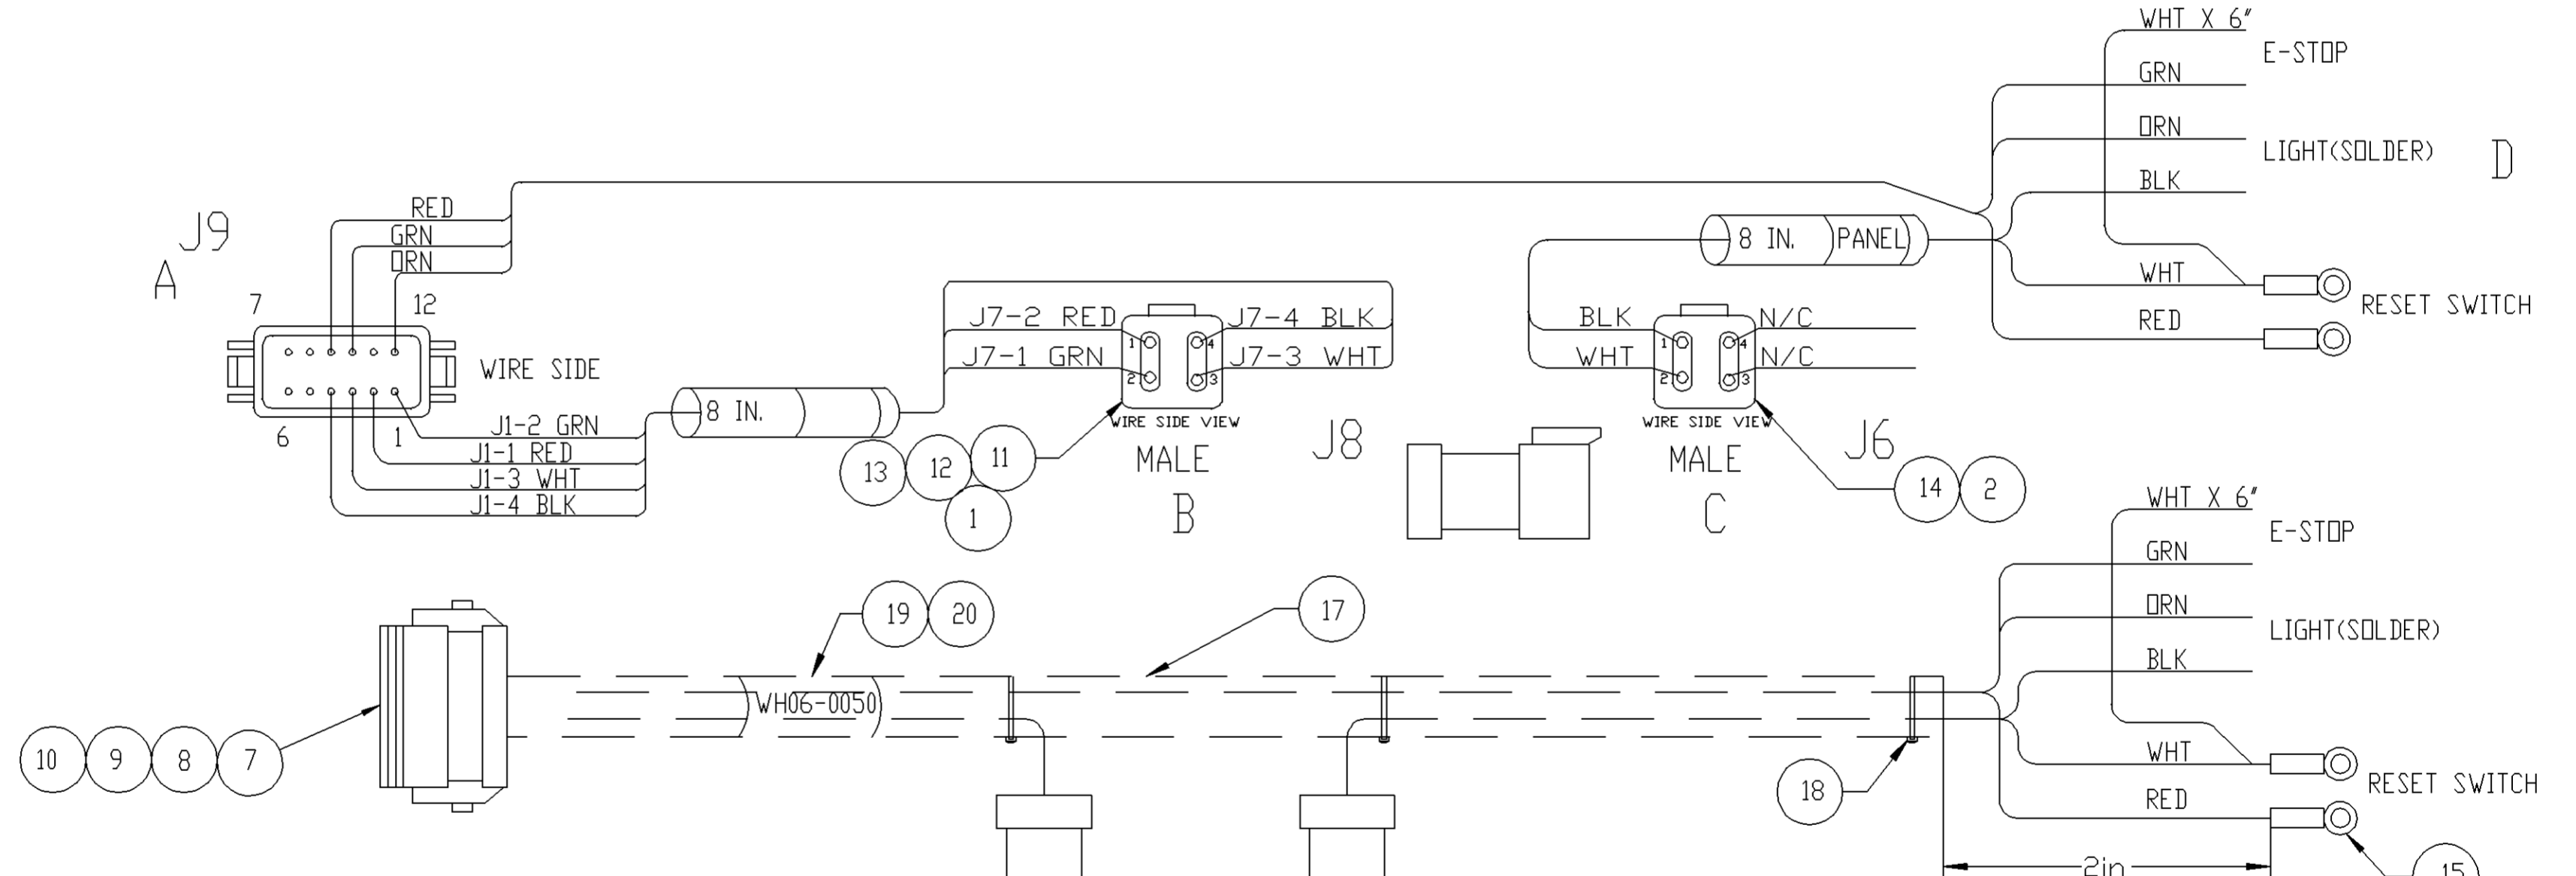 WHT X 6"
E-STOP
GRN
ORN
LIGHT(SOLDER)
D
BLK
J9
A
RED
GRN
ORN
7
12
WIRE SIDE
6
1
J1-2 GRN
J1-1 RED
J1-3 WHT
J1-4 BLK
8 IN.
J7-2 RED
J7-1 GRN
1
2
4
3
J7-4 BLK
J7-3 WHT
WIRE SIDE VIEW
MALE
B
J8
13
12
11
1
8 IN.
PANEL
BLK
WHT
1
2
4
3
N/C
N/C
WIRE SIDE VIEW
MALE
C
J6
14
2
WHT
RED
RESET SWITCH
WHT X 6"
E-STOP
GRN
ORN
LIGHT(SOLDER)
BLK
WHT
RED
RESET SWITCH
19
20
17
WH06-0050
10
9
8
7
18
2in
15